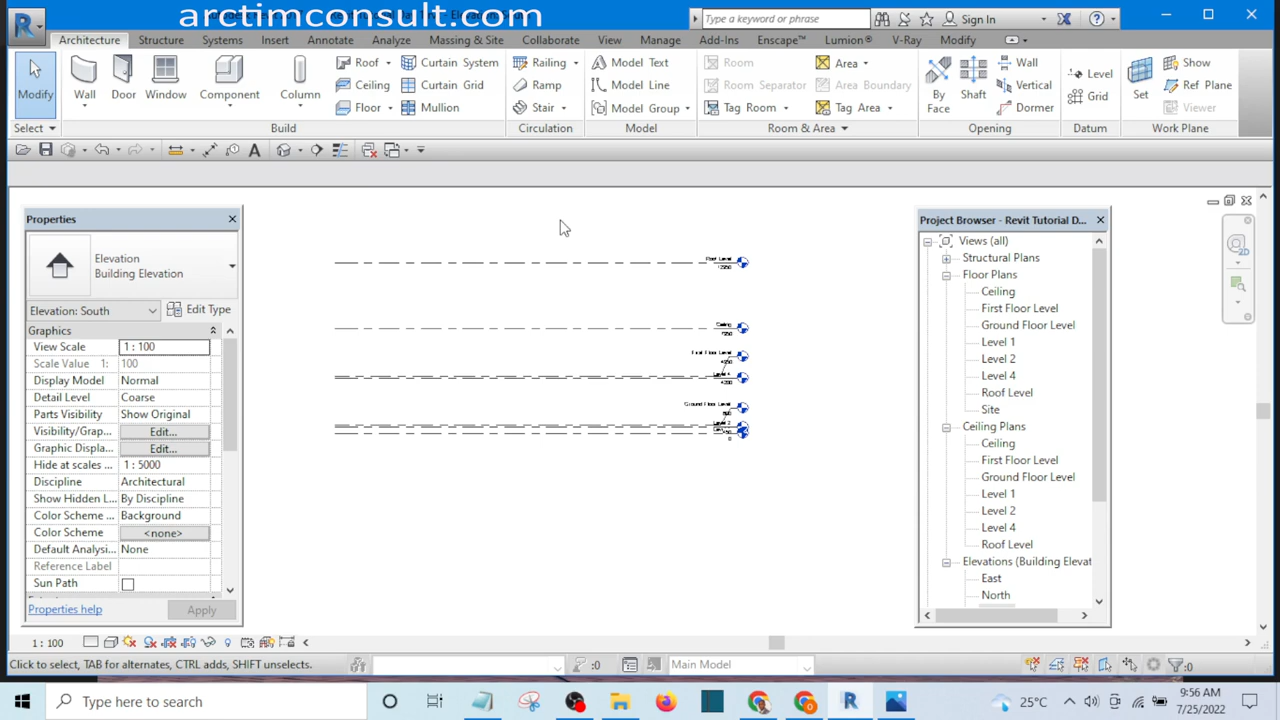 arctimconsult.com
Type a keyword or phrase
Sign In
Architecture Structure Systems Insert Annotate Analyze Massing & Site Collaborate View Manage Add-Ins Enscape™ Lumion® V-Ray Modify
Modify Wall Door Window Component Column
Roof Curtain System
Ceiling Curtain Grid
Floor Mullion
Railing Model Text
Ramp Model Line
Stair Model Group
Room Area
Room Separator Area Boundary
Tag Room Tag Area
By Face Shaft Wall
Vertical
Dormer
Level
Grid
Set Show
Ref Plane
Viewer
Select Build Circulation Model Room & Area Opening Datum Work Plane
Properties
Elevation
Building Elevation
Elevation: South Edit Type
Graphics
View Scale 1 : 100
Scale Value 1: 100
Display Model Normal
Detail Level Coarse
Parts Visibility Show Original
Visibility/Grap... Edit...
Graphic Displa... Edit...
Hide at scales ... 1 : 5000
Discipline Architectural
Show Hidden L... By Discipline
Color Scheme ... Background
Color Scheme <none>
Default Analysi... None
Reference Label
Sun Path
Properties help Apply
Roof Level
Ceiling
First Floor Level
Ground Floor Level
Project Browser - Revit Tutorial D...
Views (all)
Structural Plans
Floor Plans
Ceiling
First Floor Level
Ground Floor Level
Level 1
Level 2
Level 4
Roof Level
Site
Ceiling Plans
Ceiling
First Floor Level
Ground Floor Level
Level 1
Level 2
Level 4
Roof Level
Elevations (Building Elevat
East
North
2D
1 : 100
Click to select, TAB for alternates, CTRL adds, SHIFT unselects.
:0
Main Model
:0
Type here to search
25°C
9:56 AM
7/25/2022